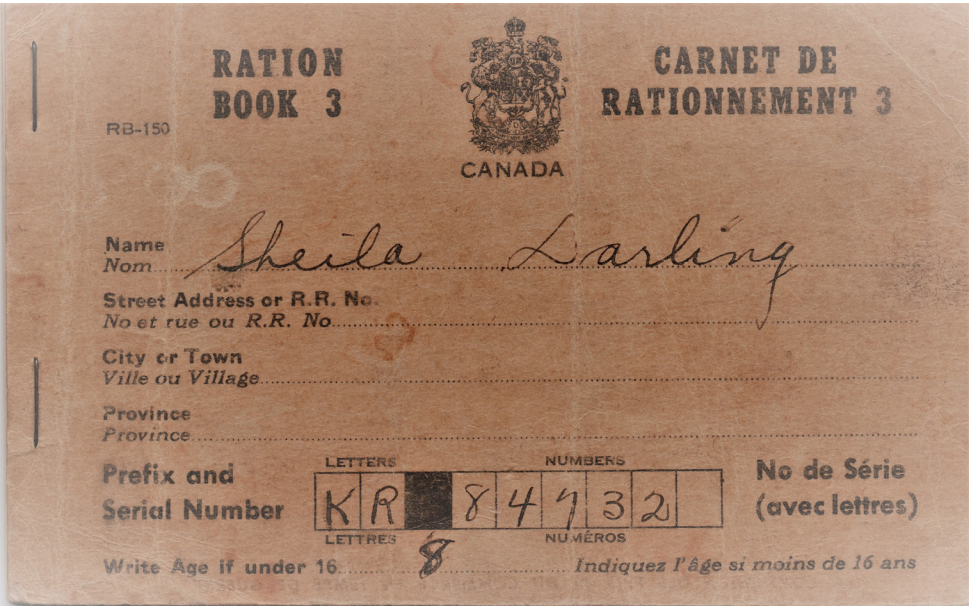 RATION BOOK 3
CARNET DE RATIONNEMENT 3
RB-150
CANADA
Name Sheila Darling
Nom
Street Address or R.R. No.
No et rue ou R.R. No
City or Town
Ville ou Village
Province
Province
LETTERS NUMBERS
Prefix and Serial Number KR 84732 No de Série (avec lettres)
LETTRES NUMÉROS
Write Age if under 16 8 Indiquez l'âge si moins de 16 ans